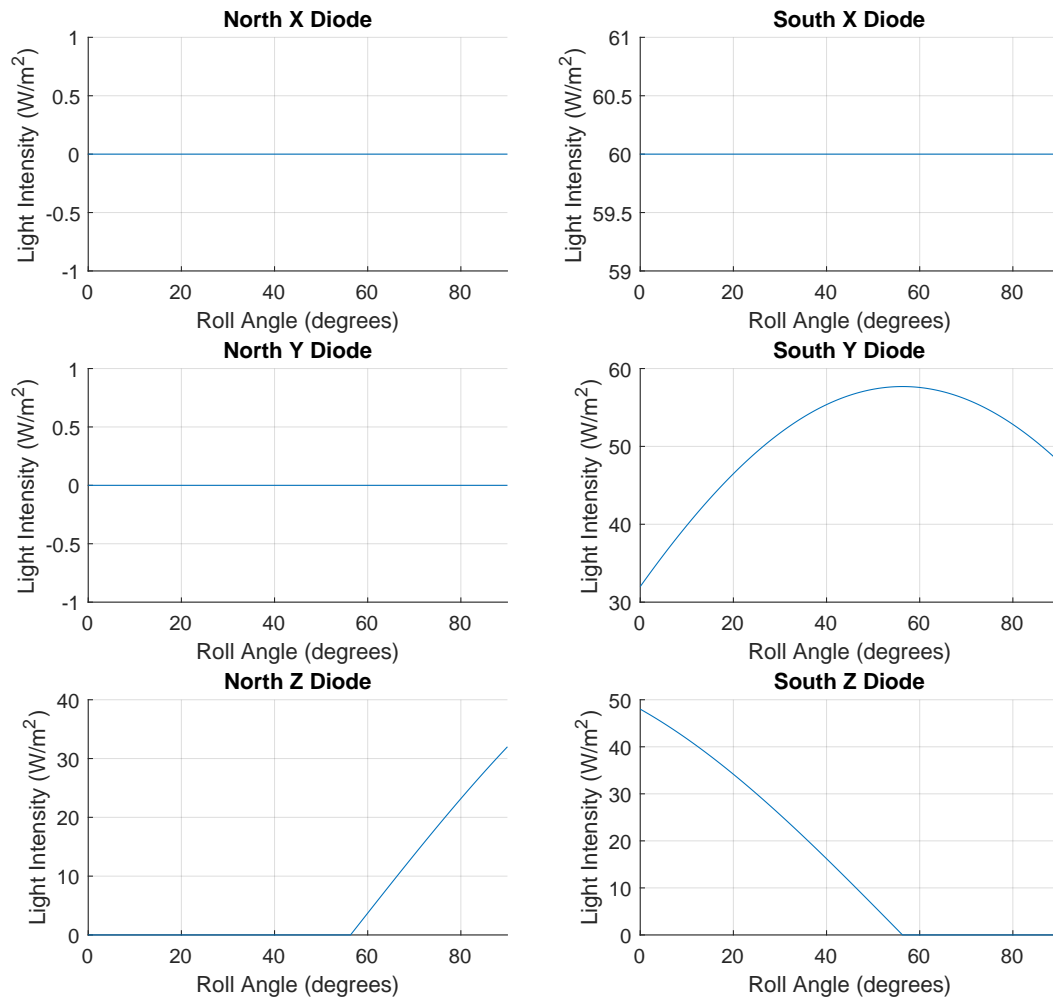 North X Diode
Light Intensity (W/m²)
1
0.5
0
-0.5
-1
0 20 40 60 80
Roll Angle (degrees)
South X Diode
Light Intensity (W/m²)
61
60.5
60
59.5
59
0 20 40 60 80
Roll Angle (degrees)
North Y Diode
Light Intensity (W/m²)
1
0.5
0
-0.5
-1
0 20 40 60 80
Roll Angle (degrees)
South Y Diode
Light Intensity (W/m²)
60
50
40
30
0 20 40 60 80
Roll Angle (degrees)
North Z Diode
Light Intensity (W/m²)
40
30
20
10
0
0 20 40 60 80
Roll Angle (degrees)
South Z Diode
Light Intensity (W/m²)
50
40
30
20
10
0
0 20 40 60 80
Roll Angle (degrees)